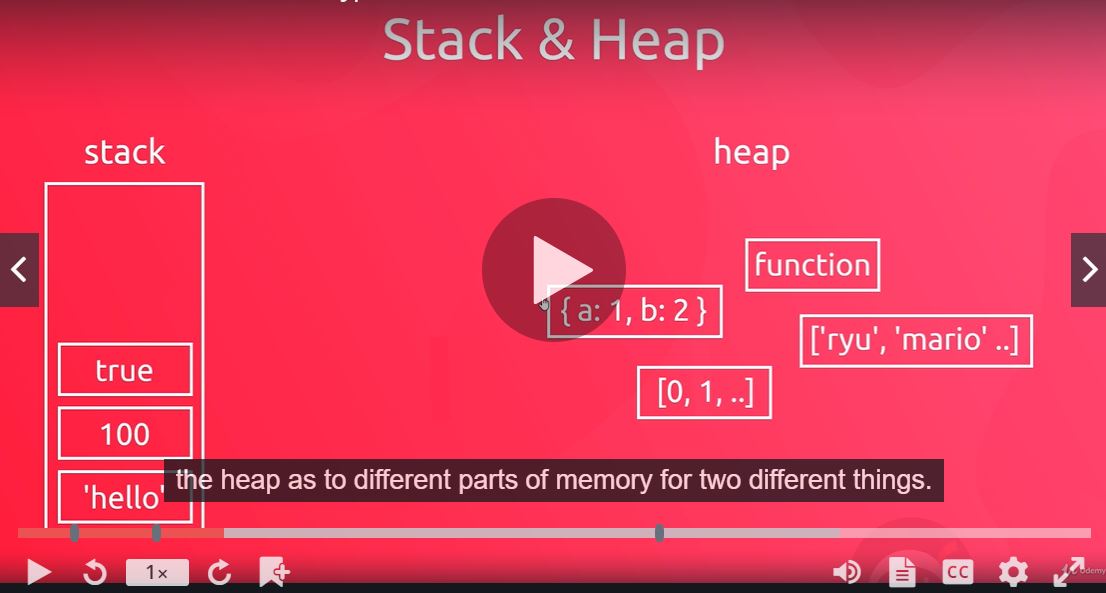 Stack & Heap
stack
heap
function
{ a: 1, b: 2 }
['ryu', 'mario' ..]
true
[0, 1, ..]
100
'hello'
the heap as to different parts of memory for two different things.
1×
CC
Udemy